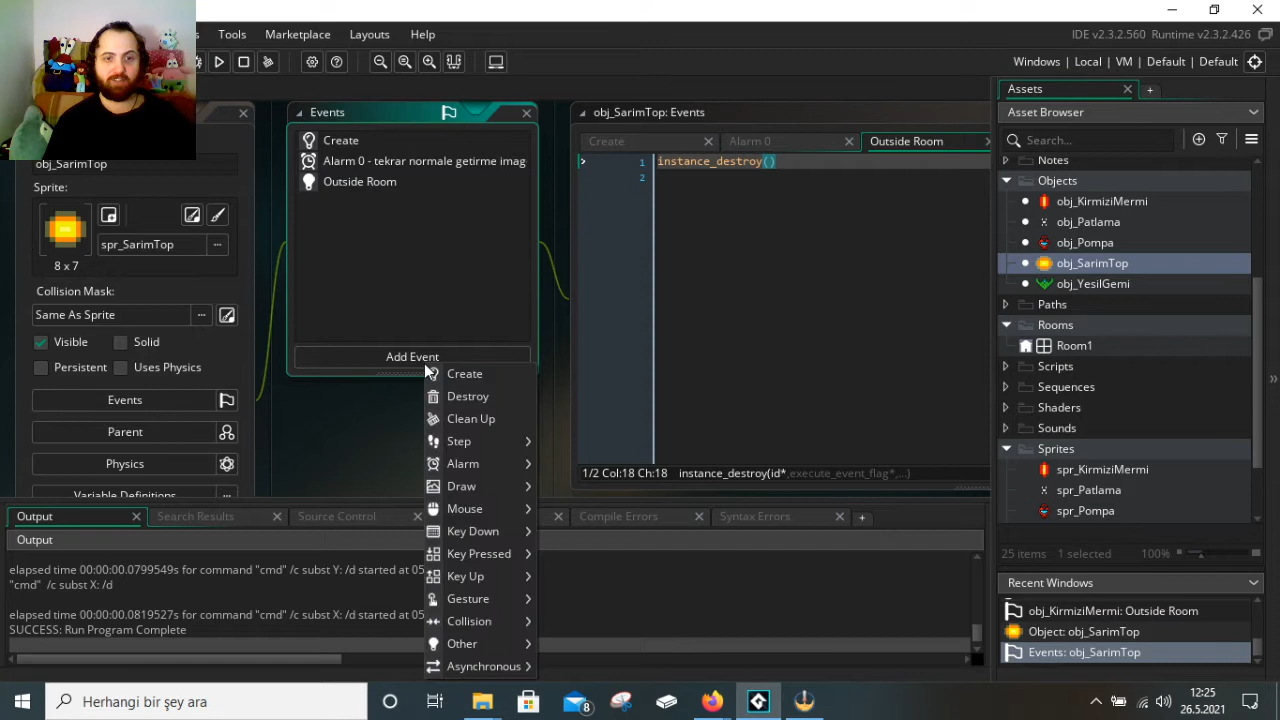 Tools
Marketplace
Layouts
Help
IDE v2.3.2.560 Runtime v2.3.2.426
Windows | Local | VM | Default | Default
obj_SarimTop
Sprite:
spr_SarimTop
8 x 7
Collision Mask:
Same As Sprite
Visible
Solid
Persistent
Uses Physics
Events
Parent
Physics
Variable Definitions
Events
Create
Alarm 0 - tekrar normale getirme imag
Outside Room
Add Event
Create
Destroy
Clean Up
Step
Alarm
Draw
Mouse
Key Down
Key Pressed
Key Up
Gesture
Collision
Other
Asynchronous
obj_SarimTop: Events
Create
Alarm 0
Outside Room
1
instance_destroy()
2
1/2 Col:18 Ch:18
instance_destroy(id*,execute_event_flag*,...)
Output
Search Results
Source Control
Compile Errors
Syntax Errors
Output
elapsed time 00:00:00.0799549s for command "cmd" /c subst Y: /d started at 05
"cmd" /c subst X: /d
elapsed time 00:00:00.0819527s for command "cmd" /c subst X: /d started at 05
SUCCESS: Run Program Complete
Assets
Asset Browser
Search...
Notes
Objects
obj_KirmiziMermi
obj_Patlama
obj_Pompa
obj_SarimTop
obj_YesilGemi
Paths
Rooms
Room1
Scripts
Sequences
Shaders
Sounds
Sprites
spr_KirmiziMermi
spr_Patlama
spr_Pompa
25 items 1 selected
100%
Recent Windows
obj_KirmiziMermi: Outside Room
Object: obj_SarimTop
Events: obj_SarimTop
Herhangi bir şey ara
8
12:25
26.5.2021